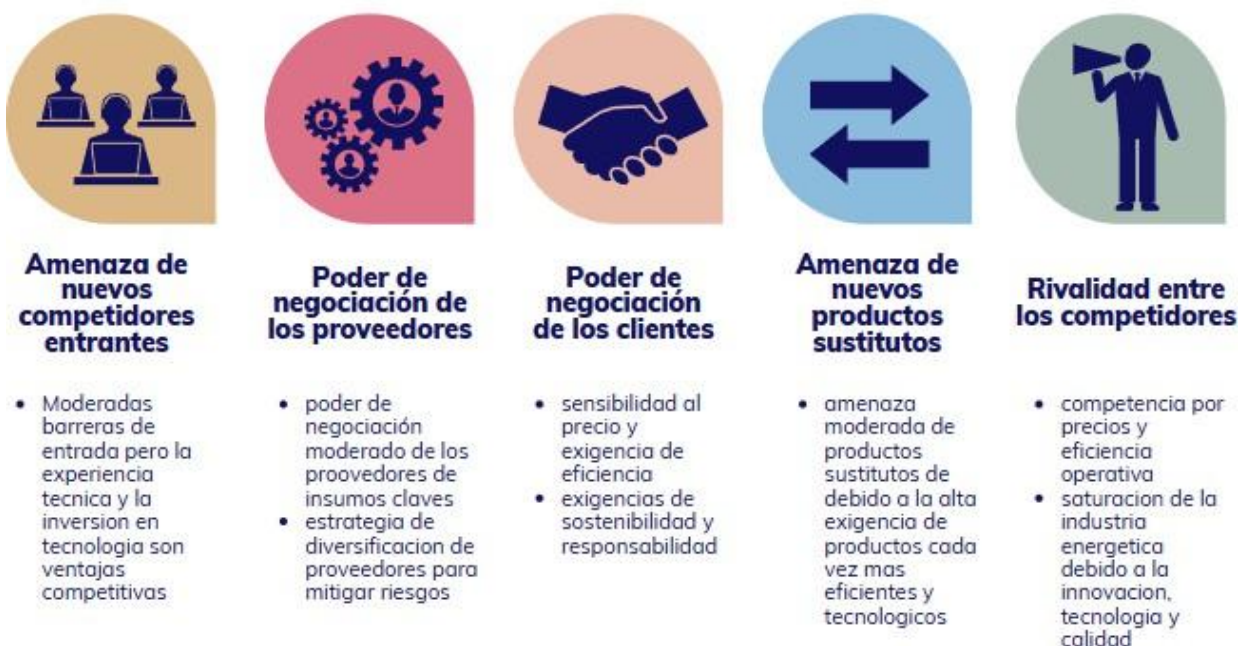 Amenaza de
nuevos
competidores
entrantes
Poder de
negociación de
los proveedores
Poder de
negociación
de los clientes
Amenaza de
nuevos
productos
sustitutos
Rivalidad entre
los competidores
• Moderadas
barreras de
entrada pero la
experiencia
tecnica y la
inversion en
tecnologia son
ventajas
competitivas
• poder de
negociación
moderado de los
proovedores de
insumos claves
• estrategia de
diversificacion de
proveedores para
mitigar riesgos
• sensibilidad al
precio y
exigencia de
eficiencia
• exigencias de
sostenibilidad y
responsabilidad
• amenaza
moderada de
productos
sustitutos de
debido a la alta
exigencia de
productos cada
vez mas
eficientes y
tecnologicos
• competencia por
precios y
eficiencia
operativa
• saturacion de la
industria
energetica
debido a la
innovacion,
tecnologia y
calidad